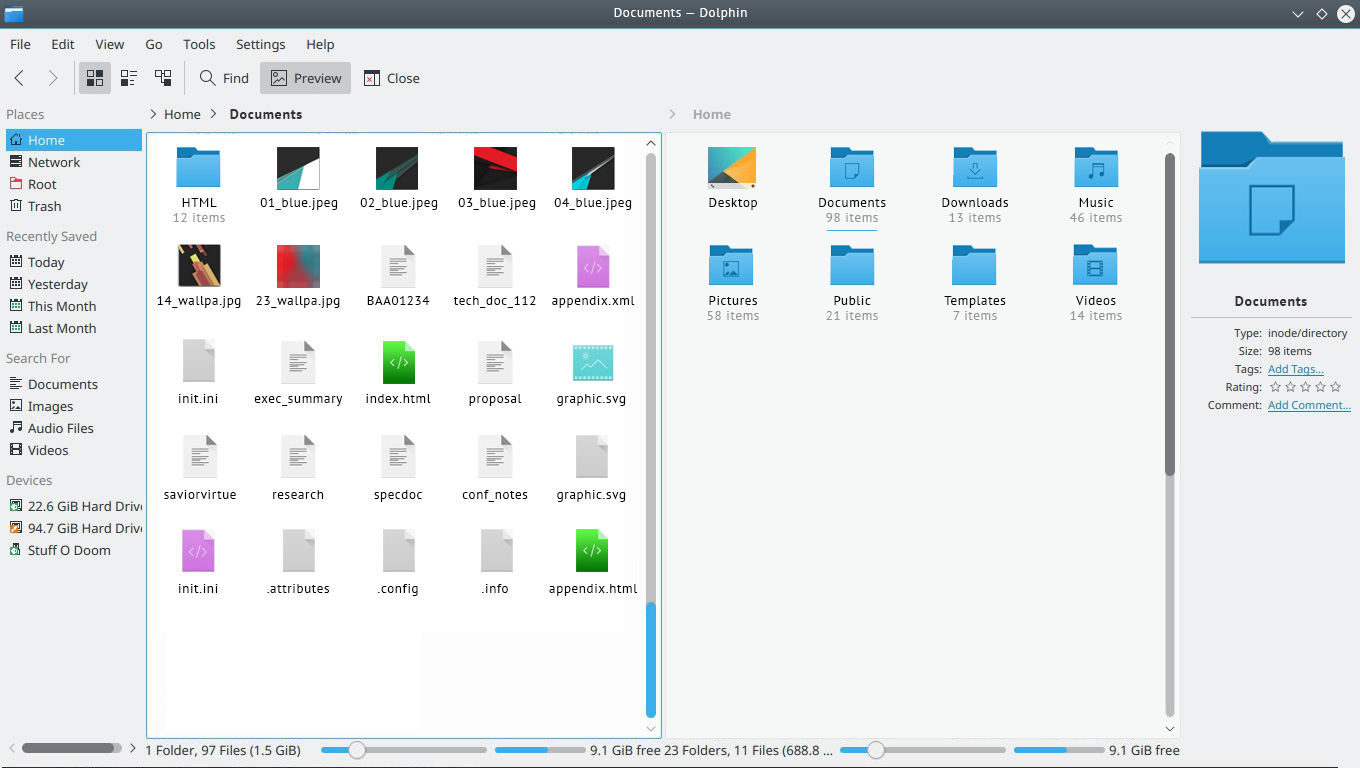 Documents — Dolphin
File Edit View Go Tools Settings Help
Find Preview Close
Places
Home
Network
Root
Trash
Recently Saved
Today
Yesterday
This Month
Last Month
Search For
Documents
Images
Audio Files
Videos
Devices
22.6 GiB Hard Driv
94.7 GiB Hard Driv
Stuff O Doom
Home Documents
HTML 01_blue.jpeg 02_blue.jpeg 03_blue.jpeg 04_blue.jpeg
12 items
14_wallpa.jpg 23_wallpa.jpg BAA01234 tech_doc_112 appendix.xml
init.ini exec_summary index.html proposal graphic.svg
saviorvirtue research specdoc conf_notes graphic.svg
init.ini .attributes .config .info appendix.html
1 Folder, 97 Files (1.5 GiB) 9.1 GiB free
Home
Desktop Documents Downloads Music
98 items 13 items 46 items
Pictures Public Templates Videos
58 items 21 items 7 items 14 items
23 Folders, 11 Files (688.8 ... 9.1 GiB free
Documents
Type: inode/directory
Size: 98 items
Tags: Add Tags...
Rating:
Comment: Add Comment...